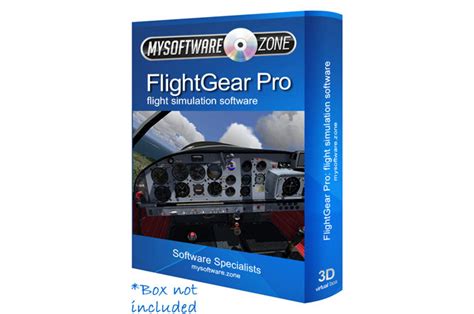 MYSOFTWARE ZONE
FlightGear Pro
flight simulation software
Software Specialists
mysoftware.zone
FlightGear Pro: flight simulation software
mysoftware.zone
3D
*Box not
included